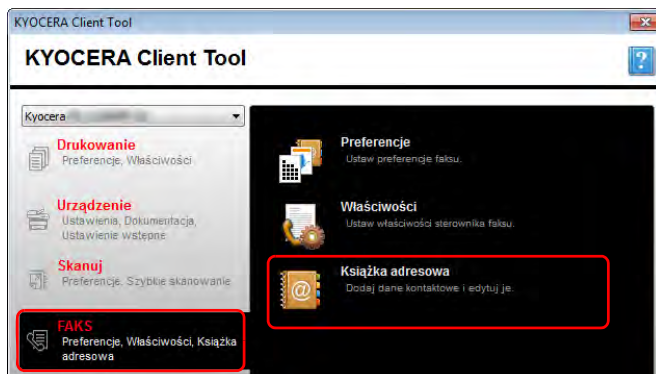 KYOCERA Client Tool
KYOCERA Client Tool
?
Kyocera
Drukowanie
Preferencje, Właściwości
Urządzenie
Ustawienia, Dokumentacja,
Ustawienie wstępne
Skanuj
Preferencje, Szybkie skanowanie
FAKS
Preferencje, Właściwości, Książka
adresowa
Preferencje
Ustaw preferencje faksu.
Właściwości
Ustaw właściwości sterownika faksu.
Książka adresowa
Dodaj dane kontaktowe i edytuj je.